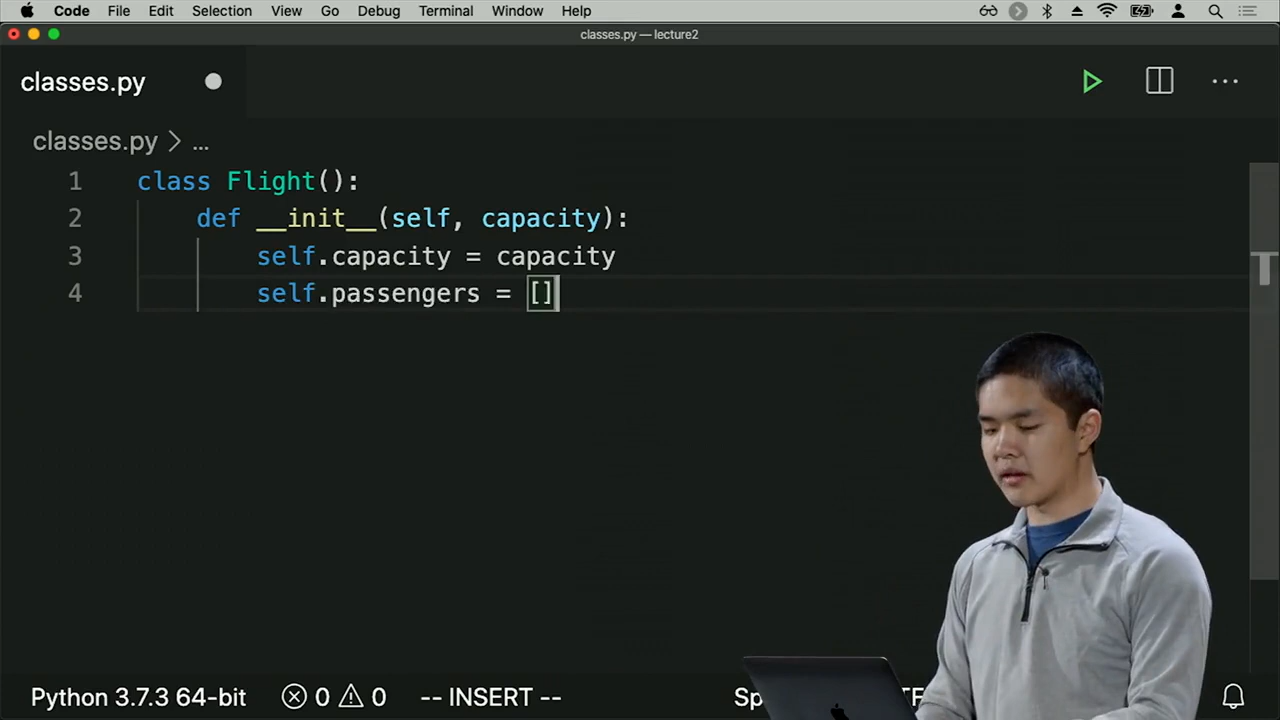 Code File Edit Selection View Go Debug Terminal Window Help
classes.py — lecture2
classes.py
classes.py > ...
1 class Flight():
2 def __init__(self, capacity):
3 self.capacity = capacity
4 self.passengers = []
Python 3.7.3 64-bit 0 0 -- INSERT --